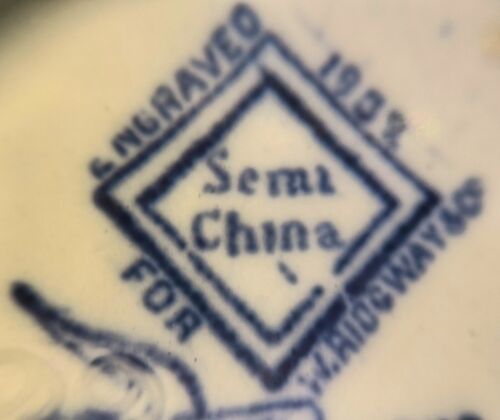 ENGRAVED
Semi
China
FOR
W. RIDGWAY & Co